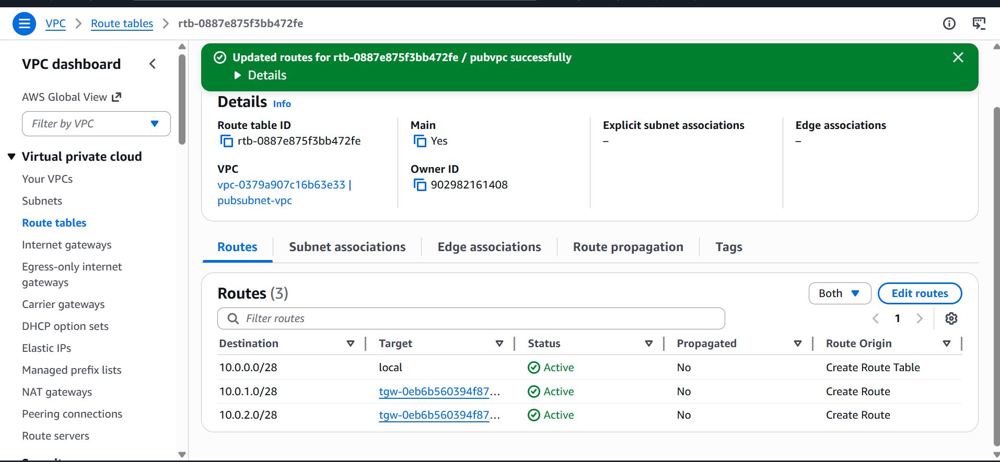 VPC > Route tables > rtb-0887e875f3bb472fe
VPC dashboard
AWS Global View
Filter by VPC
Virtual private cloud
Your VPCs
Subnets
Route tables
Internet gateways
Egress-only internet
gateways
Carrier gateways
DHCP option sets
Elastic IPs
Managed prefix lists
NAT gateways
Peering connections
Route servers
Updated routes for rtb-0887e875f3bb472fe / pubvpc successfully
Details
Details Info
Route table ID
rtb-0887e875f3bb472fe
Main
Yes
Explicit subnet associations
–
Edge associations
–
VPC
vpc-0379a907c16b63e33 |
pubsubnet-vpc
Owner ID
902982161408
Routes Subnet associations Edge associations Route propagation Tags
Routes (3)
Both Edit routes
Filter routes
1
Destination Target Status Propagated Route Origin
10.0.0.0/28 local Active No Create Route Table
10.0.1.0/28 tgw-0eb6b560394f87... Active No Create Route
10.0.2.0/28 tgw-0eb6b560394f87... Active No Create Route